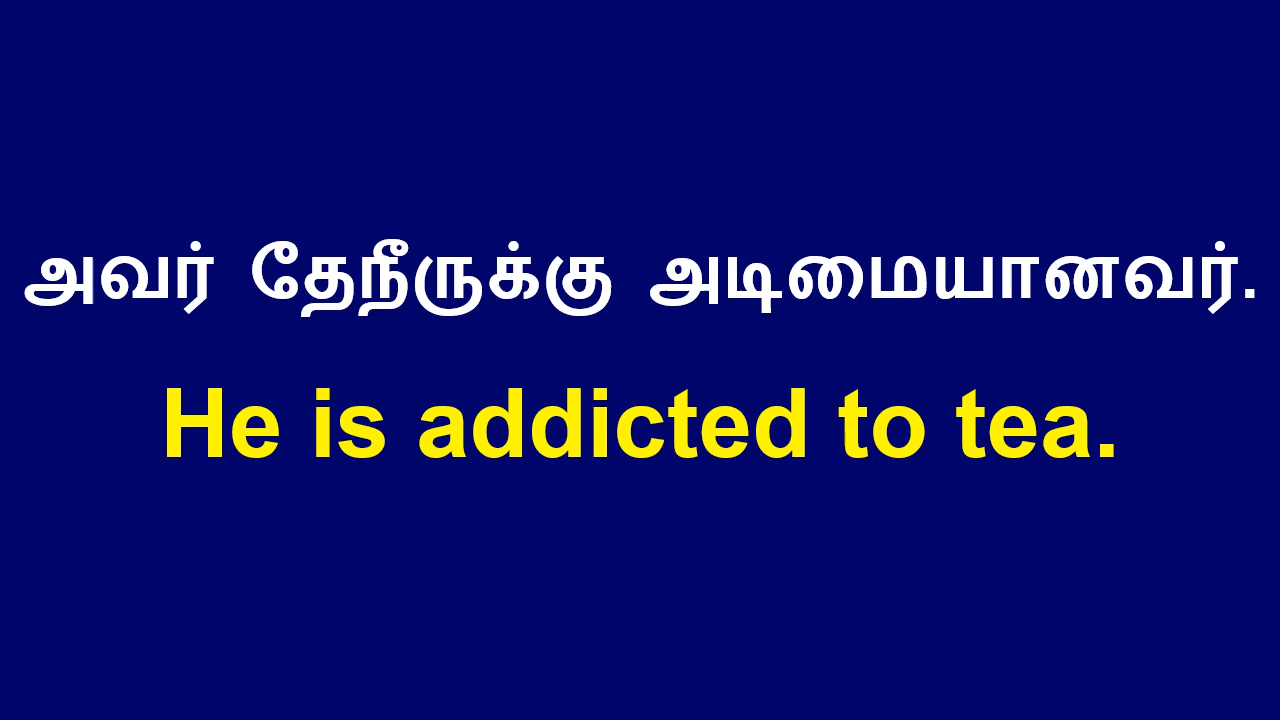 அவர் தேநீருக்கு அடிமையானவர்.
He is addicted to tea.